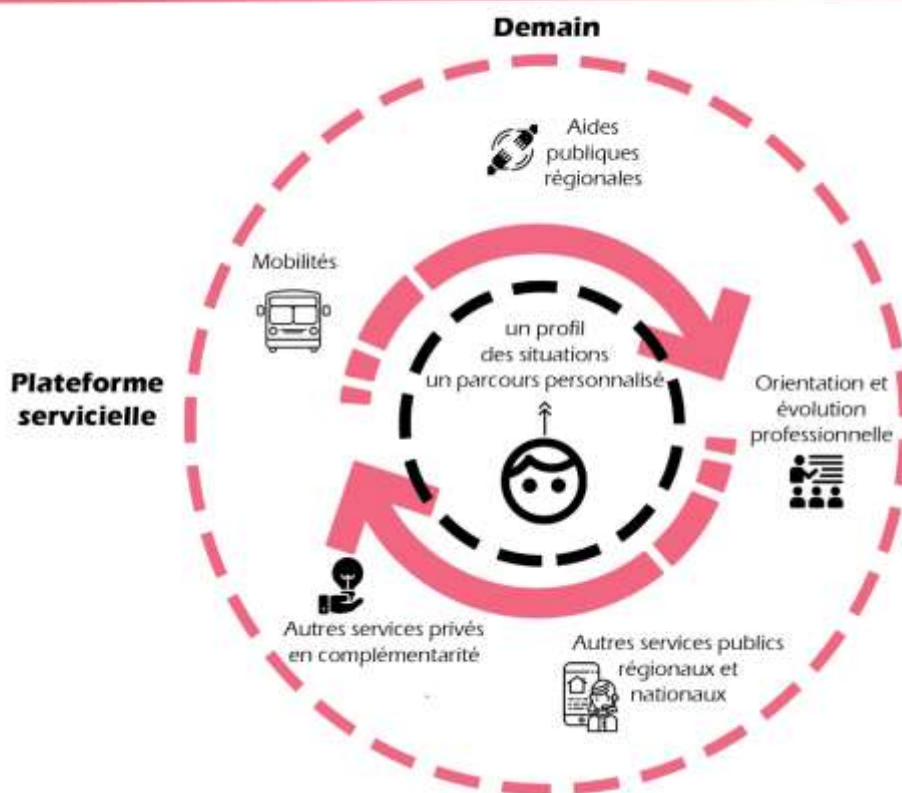 Demain
Aides
publiques
régionales
Mobilités
un profil
des situations
un parcours personnalisé
Plateforme
servicielle
Orientation et
évolution
professionnelle
Autres services privés
en complémentarité
Autres services publics
régionaux et
nationaux